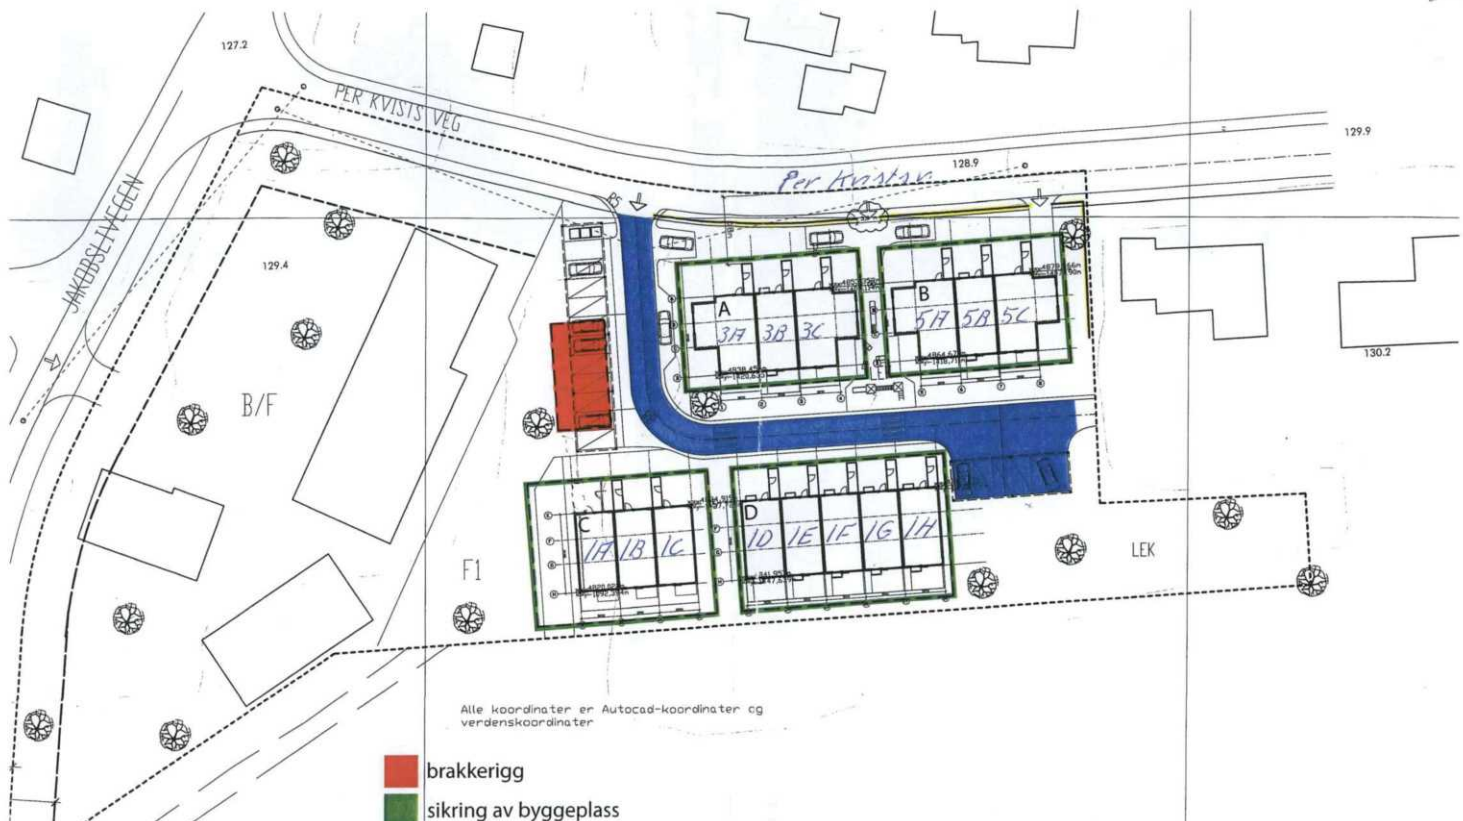 127.2
PER KVISTS VEG
129.9
128.9
Per Kvistsv.
JAKOBSLIVEGEN
129.4
A
B
3A 3B 3C
5A 5B 5C
130.2
B/F
C
D
1A 1B 1C
1D 1E 1F 1G 1H
F1
LEK
Alle koordinater er Autocad-koordinater og
verdenskoordinater
brakkerigg
sikring av byggeplass